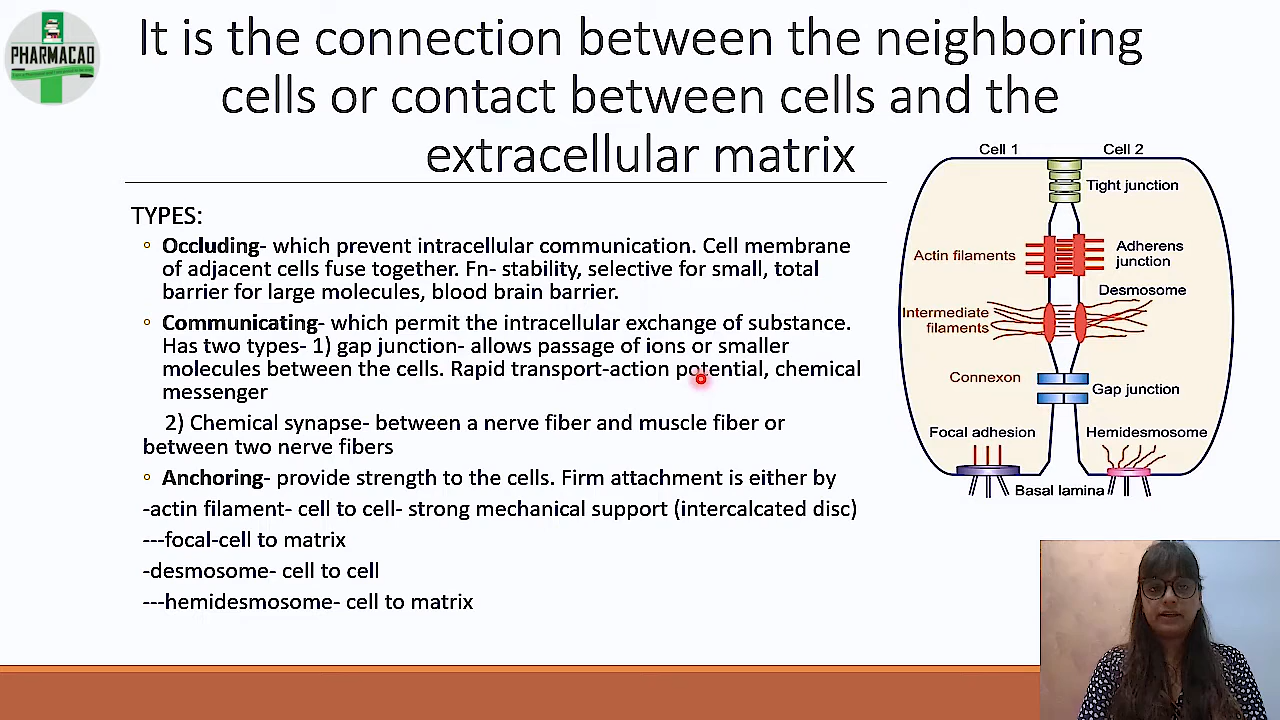 PHARMACAD
It is the connection between the neighboring
cells or contact between cells and the
extracellular matrix
TYPES:
Occluding- which prevent intracellular communication. Cell membrane
of adjacent cells fuse together. Fn- stability, selective for small, total
barrier for large molecules, blood brain barrier.
Communicating- which permit the intracellular exchange of substance.
Has two types- 1) gap junction- allows passage of ions or smaller
molecules between the cells. Rapid transport-action potential, chemical
messenger
2) Chemical synapse- between a nerve fiber and muscle fiber or
between two nerve fibers
Anchoring- provide strength to the cells. Firm attachment is either by
-actin filament- cell to cell- strong mechanical support (intercalcated disc)
---focal-cell to matrix
-desmosome- cell to cell
---hemidesmosome- cell to matrix
Cell 1
Cell 2
Tight junction
Actin filaments
Adherens
junction
Desmosome
Intermediate
filaments
Connexon
Gap junction
Focal adhesion
Hemidesmosome
Basal lamina